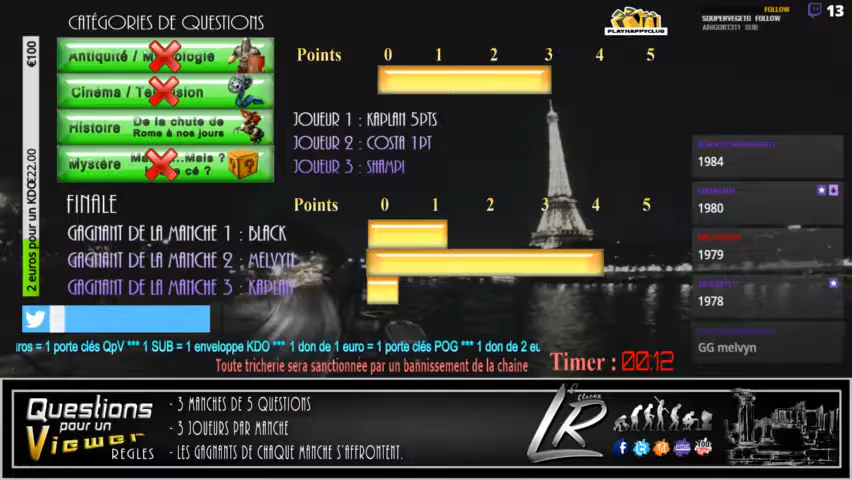 CATÉGORIES DE QUESTIONS
Antiquité /
Cinéma /
Histoire De la chute de Rome à nos jours
Mystère
€100
€22.00
2 euros pour un KDO
Points 0 1 2 3 4 5
JOUEUR 1 : KAPLAN 5PTS
JOUEUR 2 : COSTA 1PT
JOUEUR 3 : SHAMPI
FINALE
Points 0 1 2 3 4 5
GAGNANT DE LA MANCHE 1 : BLACK
GAGNANT DE LA MANCHE 2 : MELVYN
GAGNANT DE LA MANCHE 3 : KAPLAN
PLAYHAPPYCLUB
FOLLOW
SQUPERVEGETO FOLLOW
ABIGOR1311 SUB
13
1984
1980
1979
1978
GG melvyn
= 1 porte clés QpV *** 1 SUB = 1 enveloppe KDO *** 1 don de 1 euro = 1 porte clés POG *** 1 don de 2 eu
Toute tricherie sera sanctionnée par un bannissement de la chaine
Timer : 00:12
Questions
pour un
Viewer
REGLES
- 3 MANCHES DE 5 QUESTIONS
- 3 JOUEURS PAR MANCHE
- LES GAGNANTS DE CHAQUE MANCHE S'AFFRONTENT.
LR
You